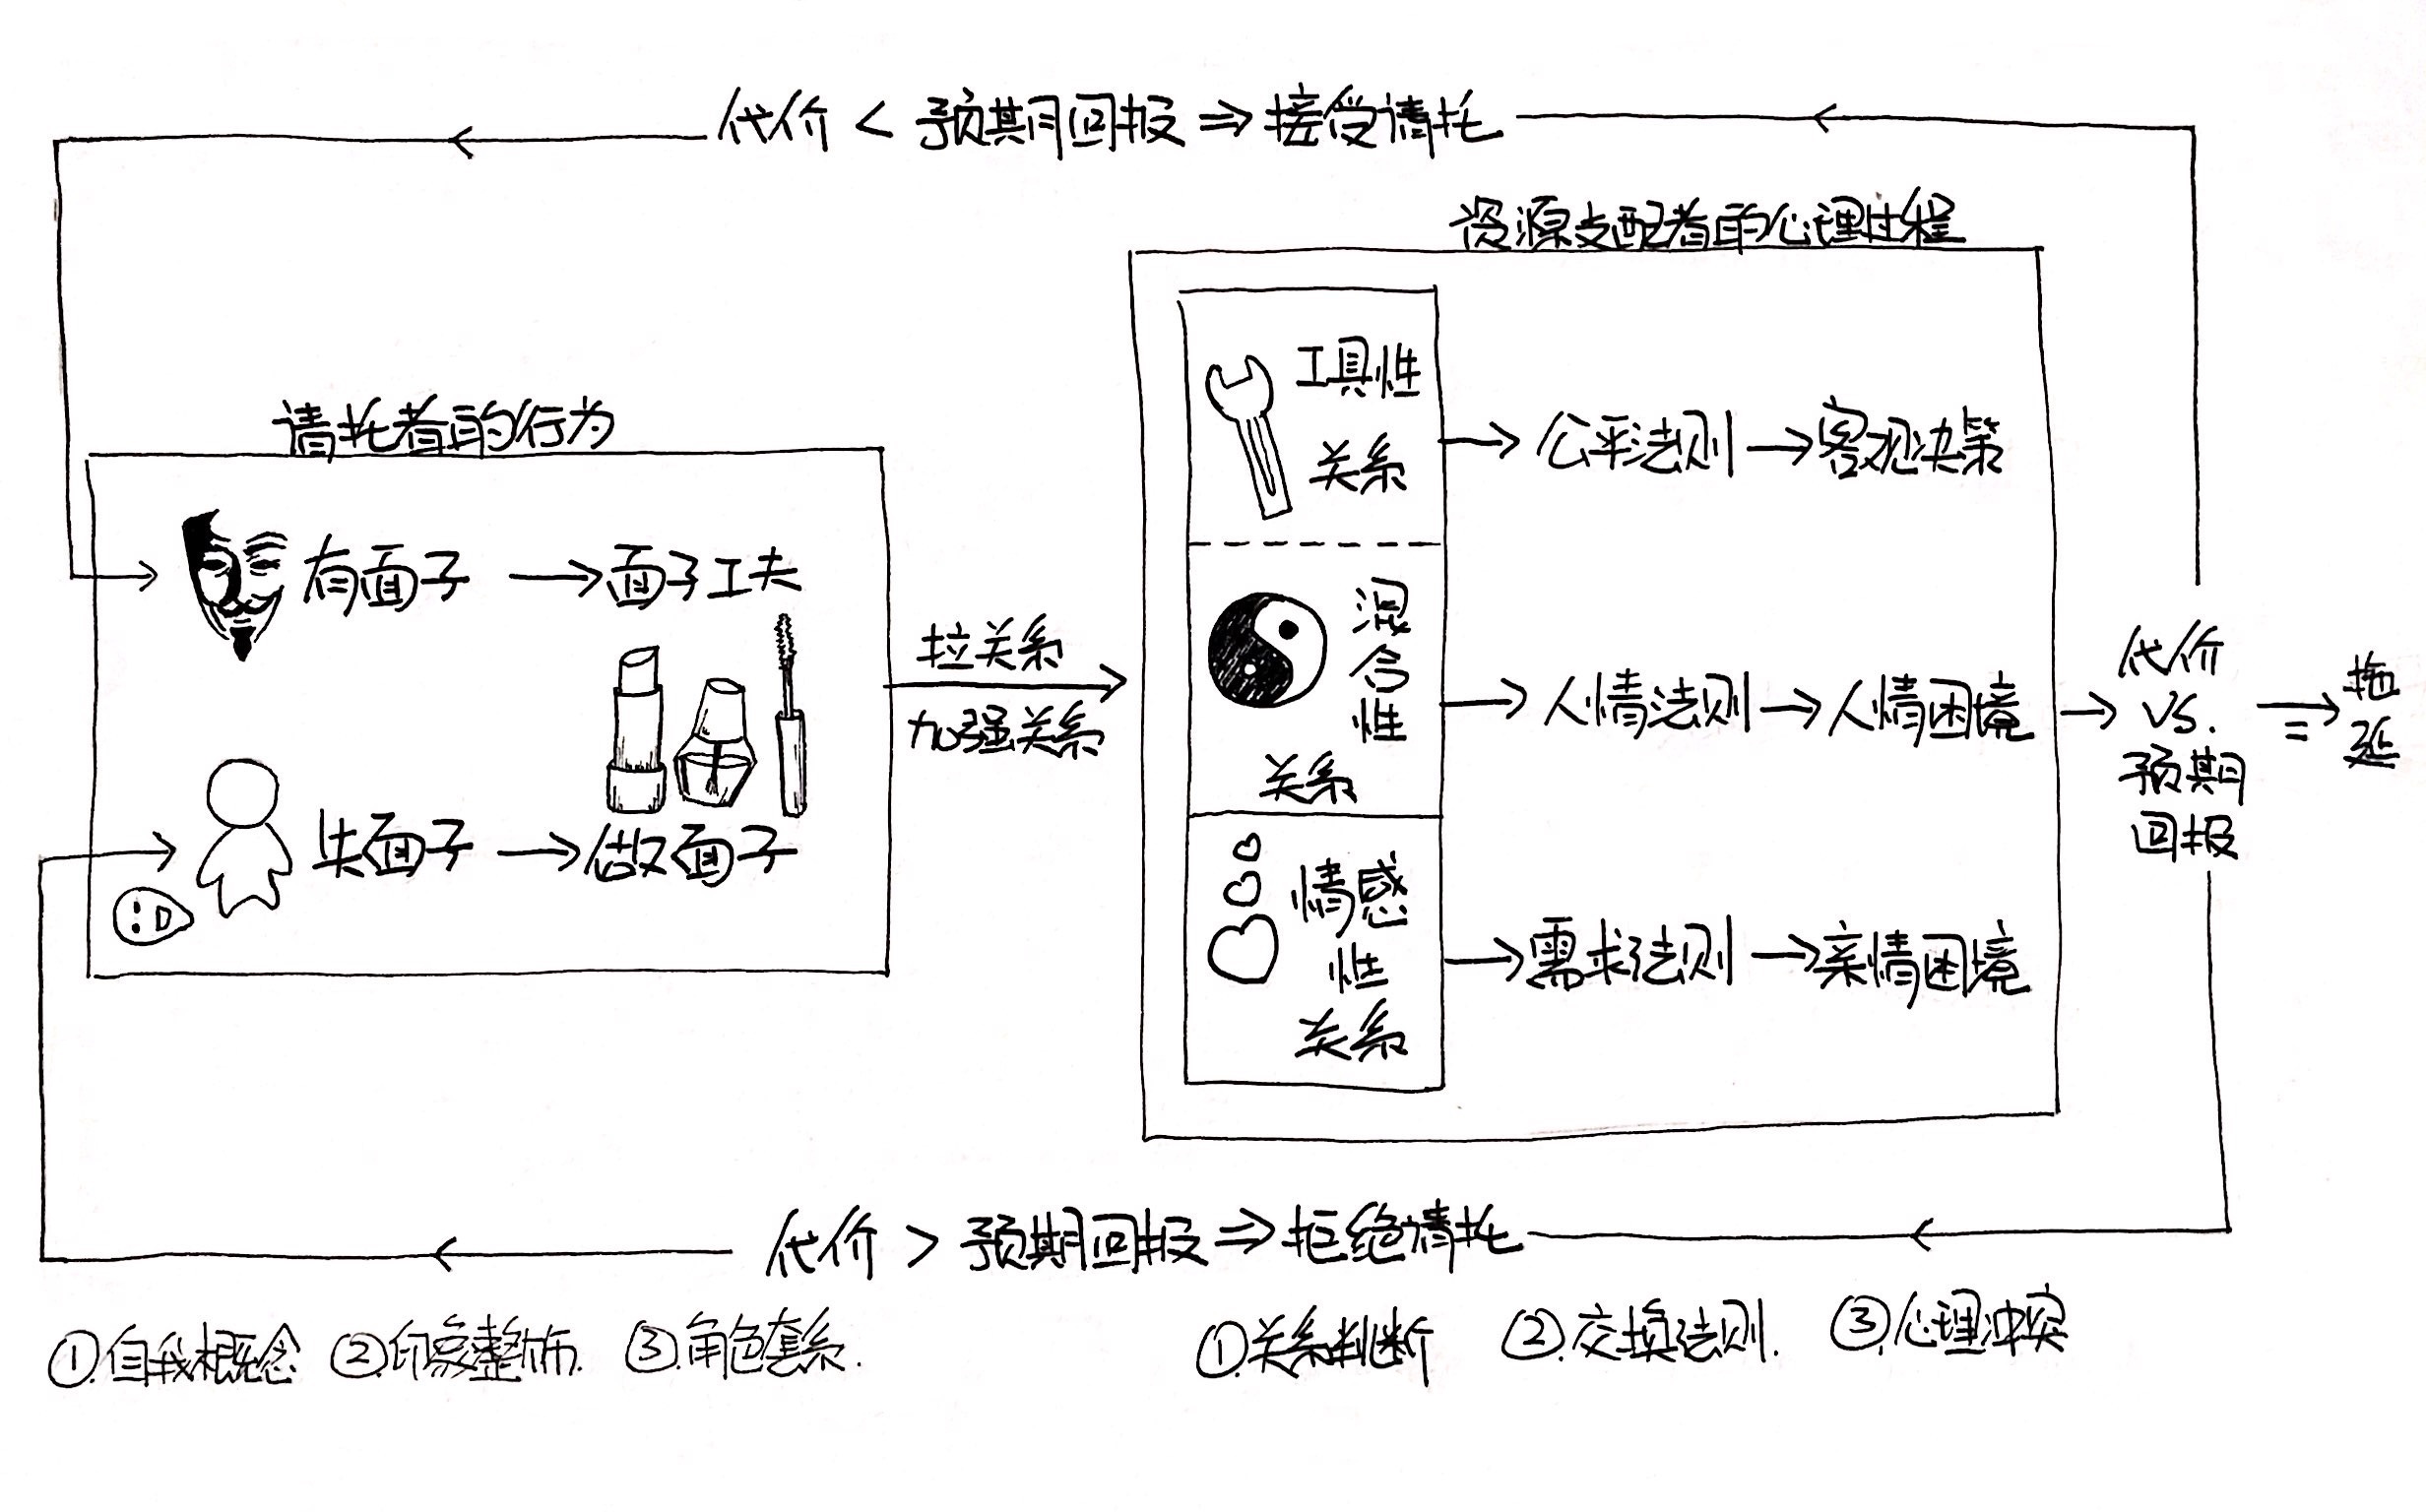 代价 < 预期回报 ⇒ 接受请托
资源支配者的心理过程
请托者的行为
有面子 → 面子工夫
失面子 → 做面子
拉关系
加强关系
工具性
关系
→ 公平法则 → 客观决策
混合性
关系
→ 人情法则 → 人情困境
情感
性
关系
→ 需求法则 → 亲情困境
代价
VS.
预期
回报
=
拖延
代价 > 预期回报 ⇒ 拒绝请托
①.自我概念 ②.印象整饰. ③.角色套系.
①.关系判断 ②.交换法则. ③.心理冲突